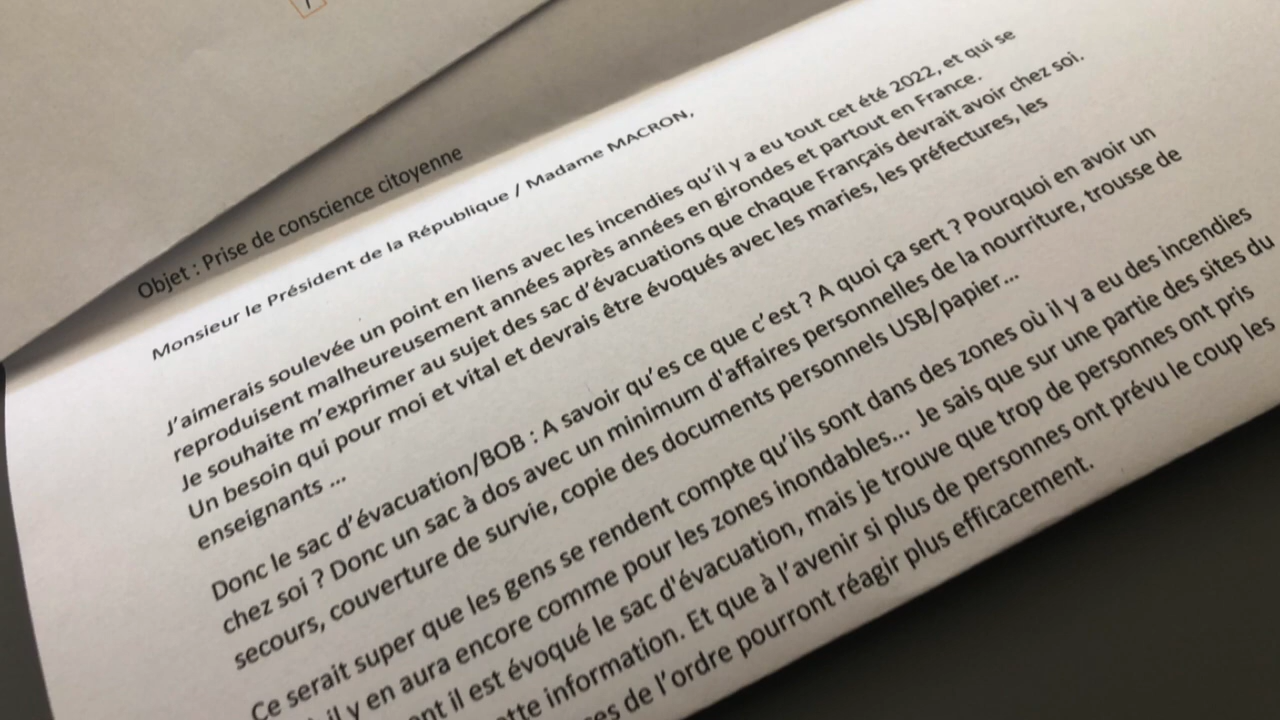 Objet : Prise de conscience citoyenne
Monsieur le Président de la République / Madame MACRON,
J'aimerais soulevée un point en liens avec les incendies qu'il y a eu tout cet été 2022, et qui se
reproduisent malheureusement années après années en girondes et partout en France.
Je souhaite m'exprimer au sujet des sac d'évacuations que chaque Français devrait avoir chez soi.
Un besoin qui pour moi et vital et devrais être évoqués avec les maries, les préfectures, les
enseignants ...
Donc le sac d'évacuation/BOB : A savoir qu'es ce que c'est ? A quoi ça sert ? Pourquoi en avoir un
chez soi ? Donc un sac à dos avec un minimum d'affaires personnelles de la nourriture, trousse de
secours, couverture de survie, copie des documents personnels USB/papier...
Ce serait super que les gens se rendent compte qu'ils sont dans des zones où il y a eu des incendies
il y en aura encore comme pour les zones inondables... Je sais que sur une partie des sites du
il est évoqué le sac d'évacuation, mais je trouve que trop de personnes ont pris
information. Et que à l'avenir si plus de personnes ont prévu le coup les
de l'ordre pourront réagir plus efficacement.